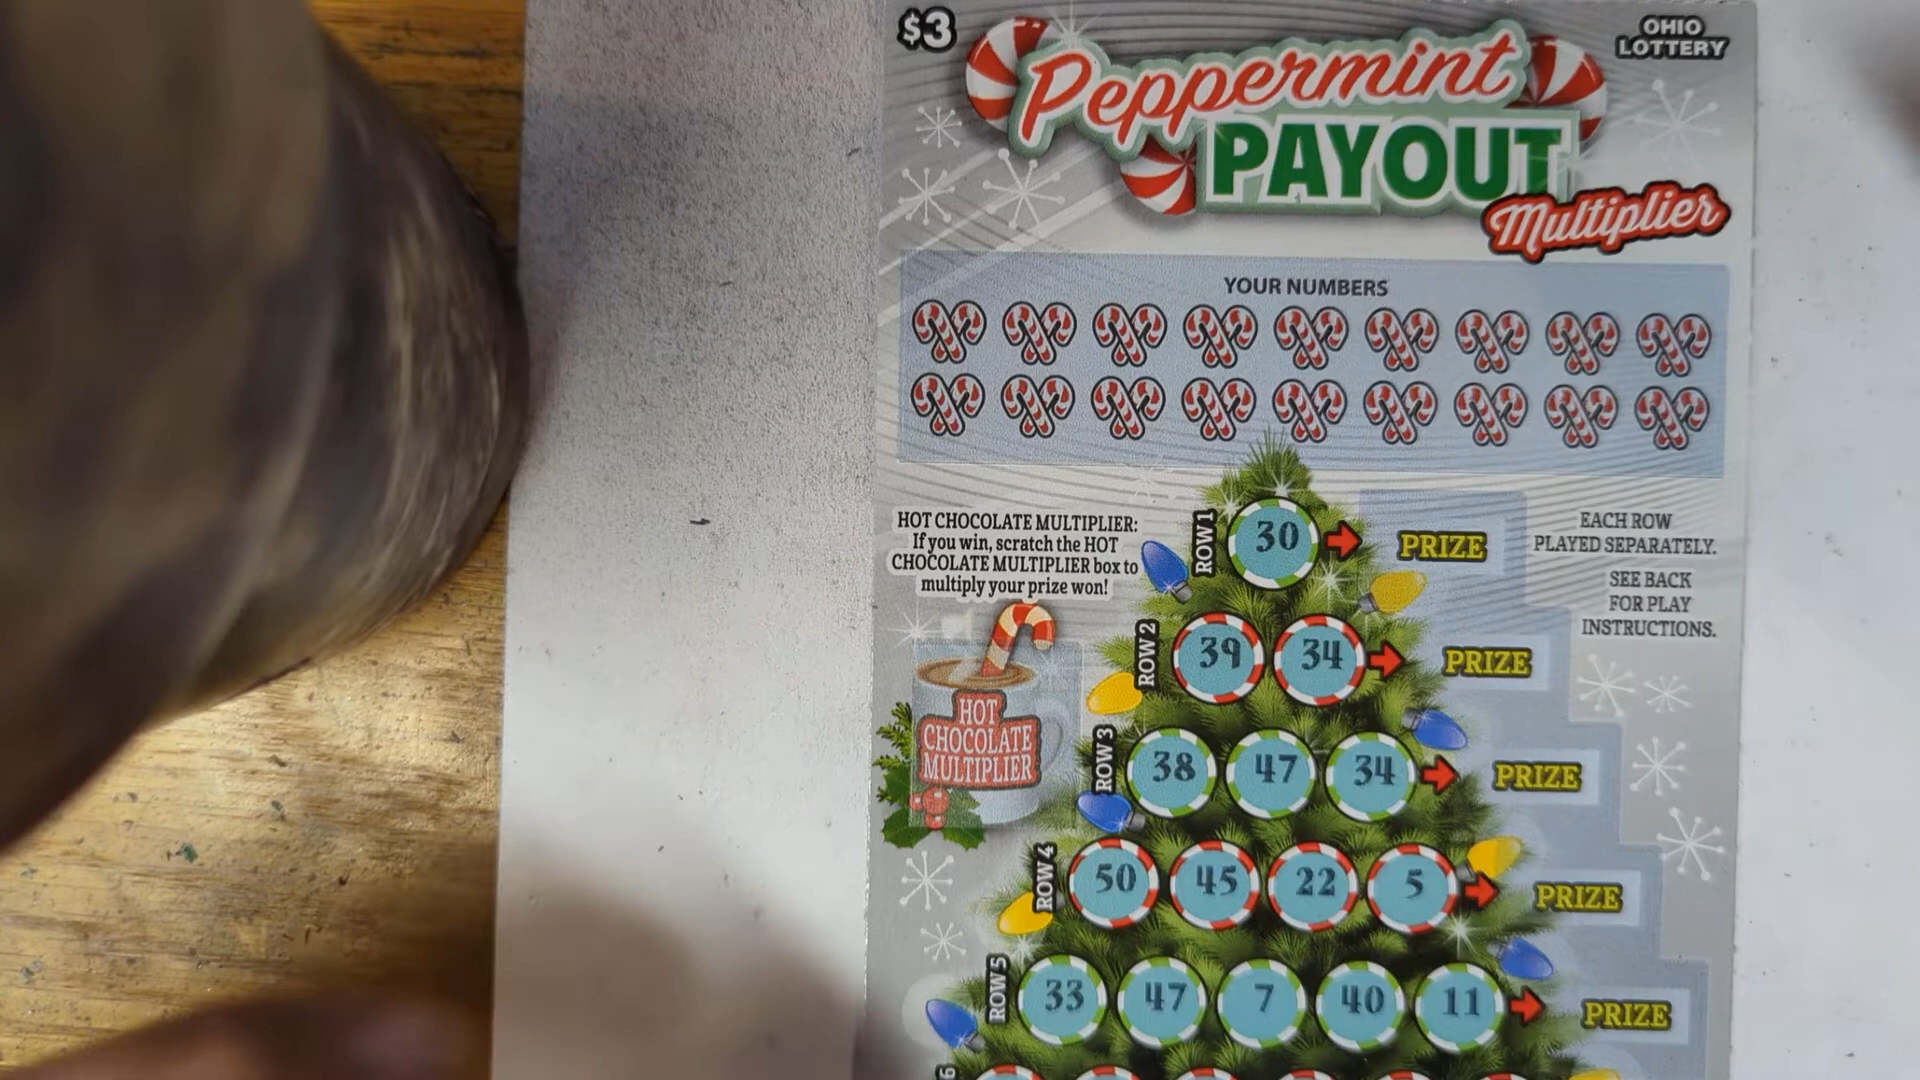 $3
OHIO
LOTTERY
Peppermint
PAYOUT
Multiplier
YOUR NUMBERS
HOT CHOCOLATE MULTIPLIER:
If you win, scratch the HOT
CHOCOLATE MULTIPLIER box to
multiply your prize won!
HOT
CHOCOLATE
MULTIPLIER
EACH ROW
PLAYED SEPARATELY.
SEE BACK
FOR PLAY
INSTRUCTIONS.
ROW 1 30 PRIZE
ROW 2 39 34 PRIZE
ROW 3 38 47 34 PRIZE
ROW 4 50 45 22 5 PRIZE
ROW 5 33 47 7 40 11 PRIZE
6